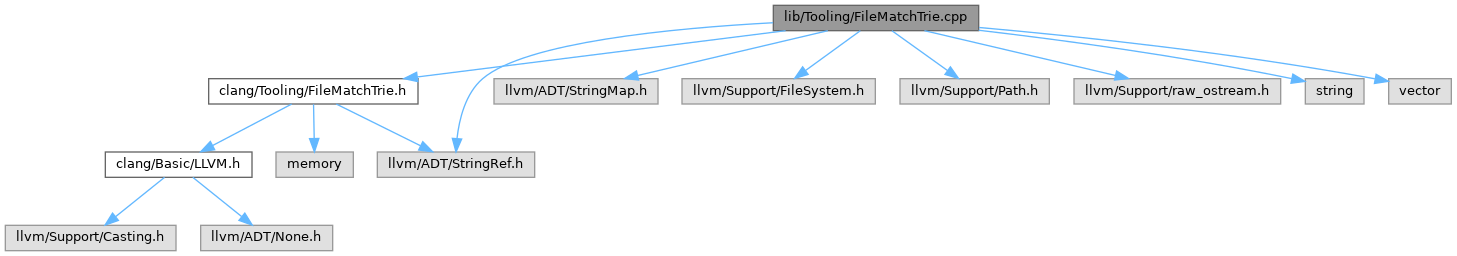 lib/Tooling/FileMatchTrie.cpp
clang/Tooling/FileMatchTrie.h
llvm/ADT/StringMap.h
llvm/Support/FileSystem.h
llvm/Support/Path.h
llvm/Support/raw_ostream.h
string
vector
clang/Basic/LLVM.h
memory
llvm/ADT/StringRef.h
llvm/Support/Casting.h
llvm/ADT/None.h